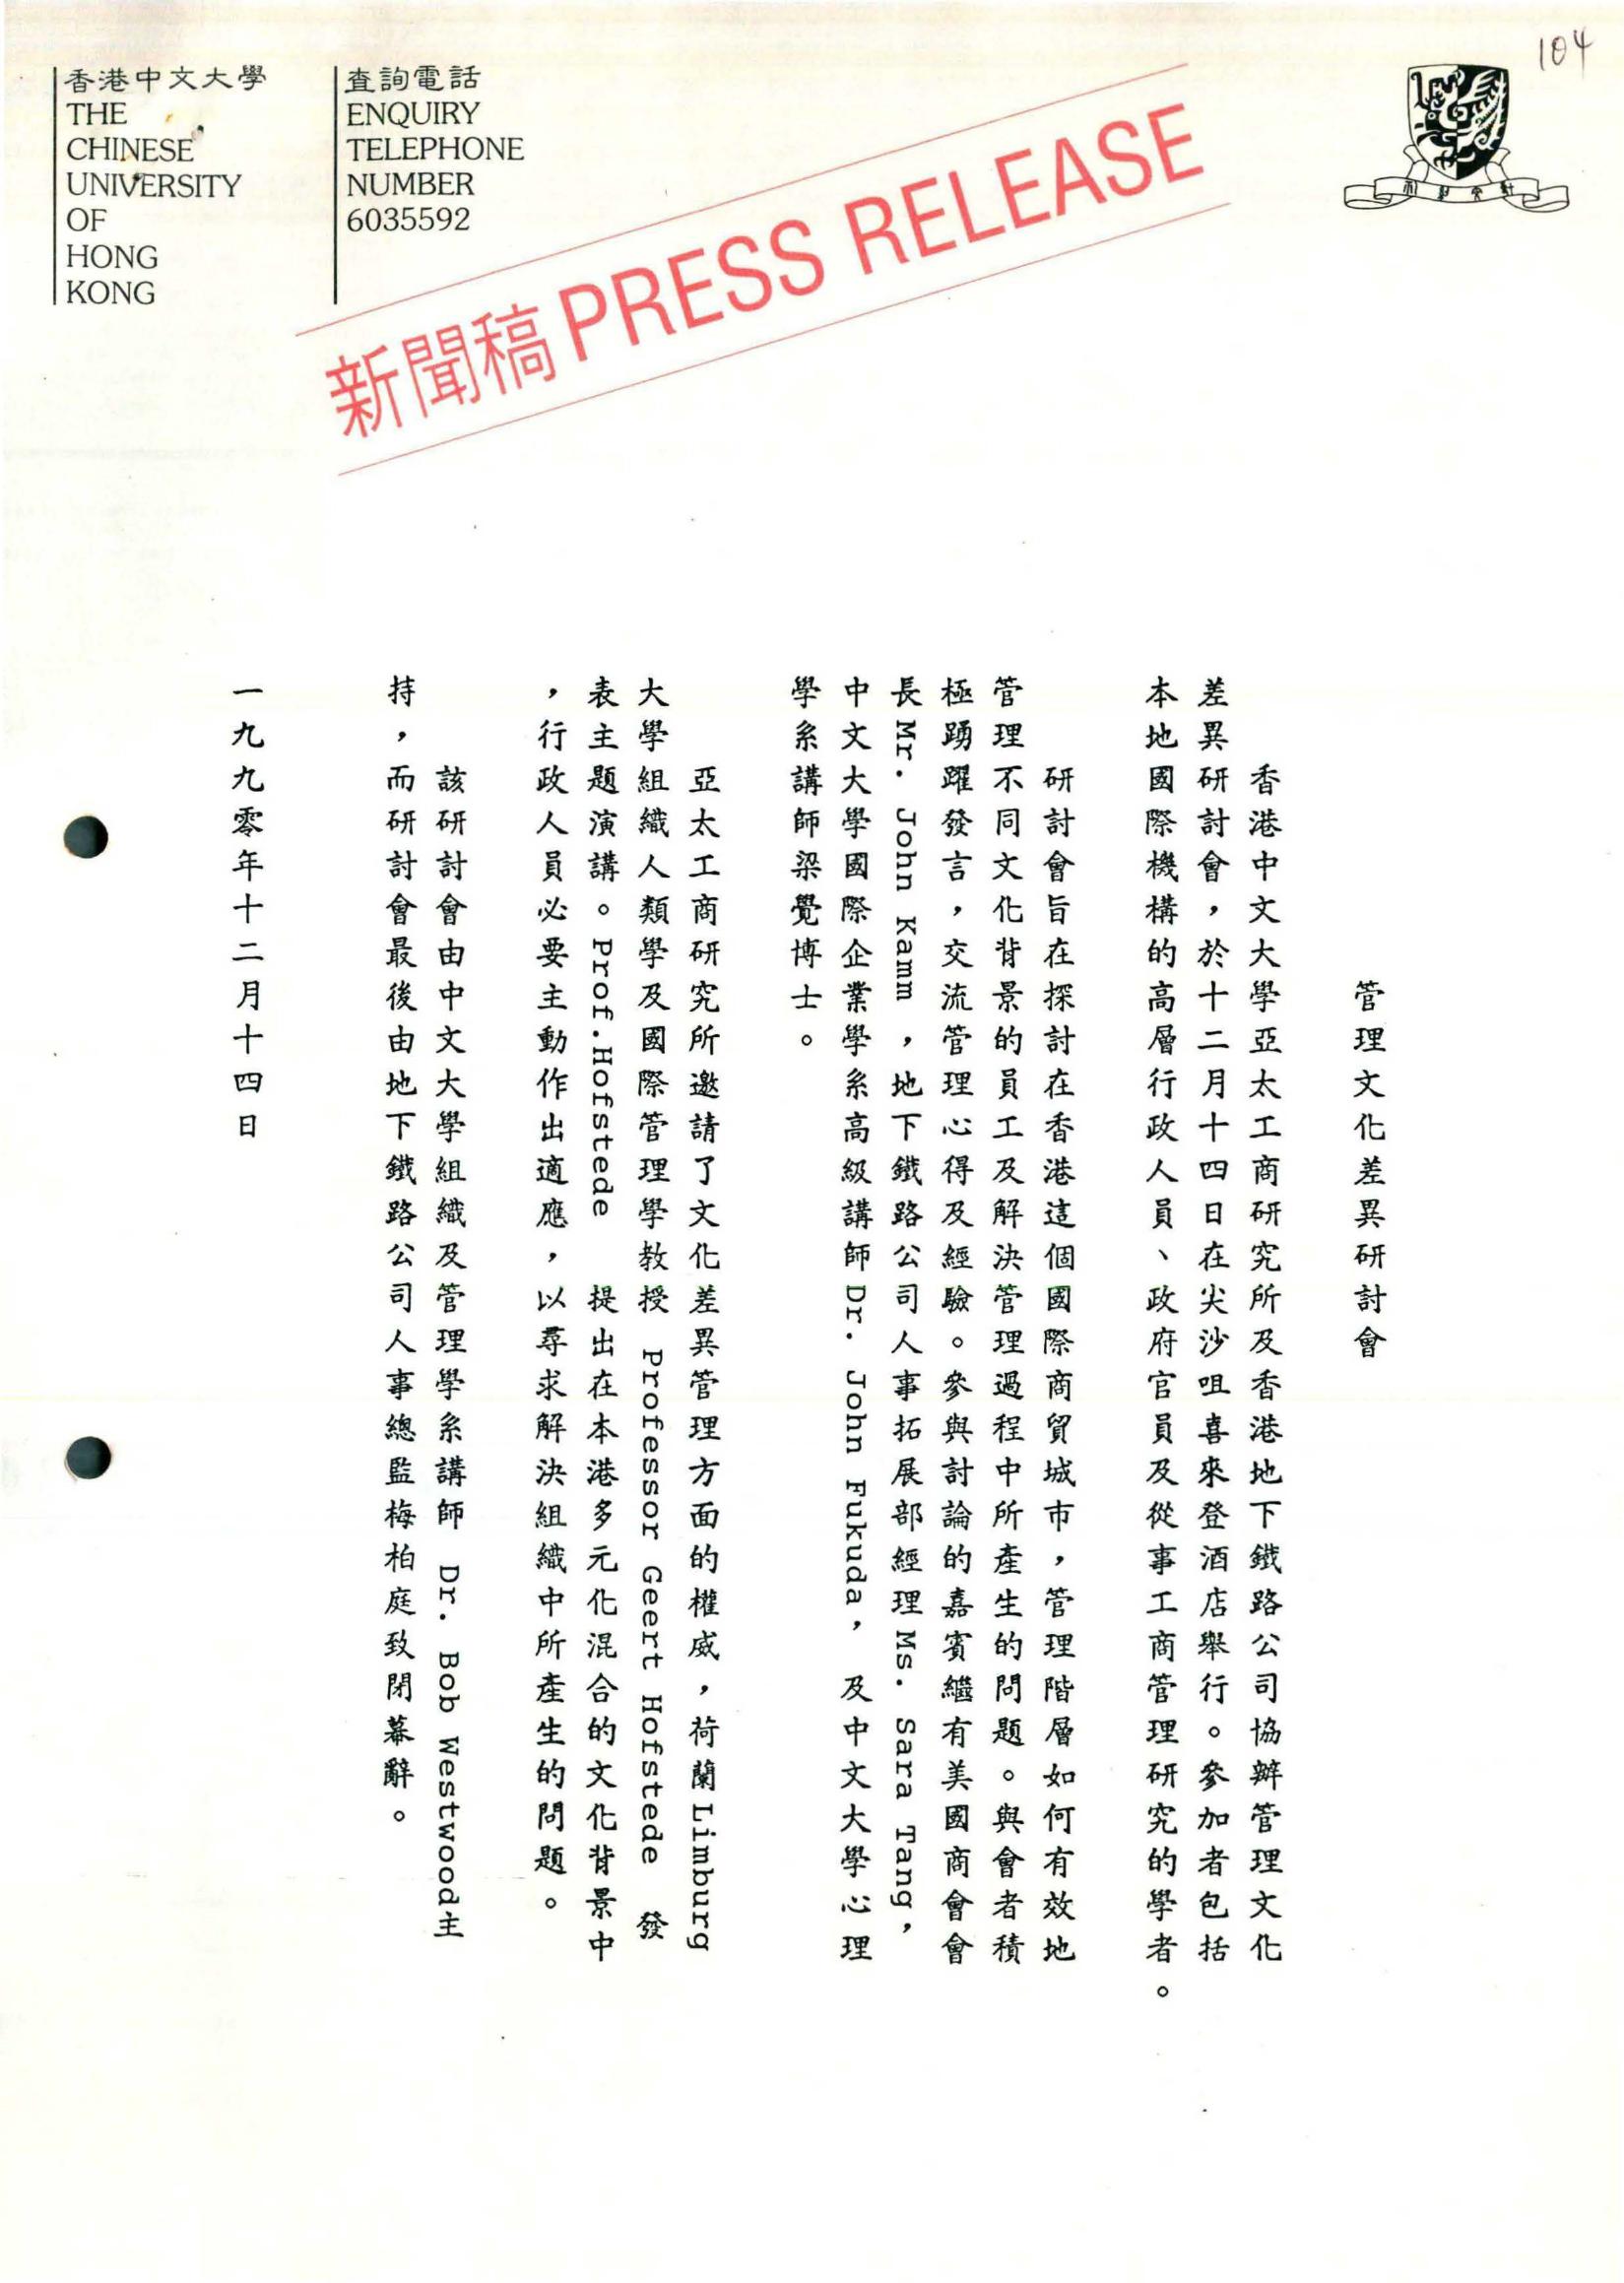 104
香港中文大學
THE
CHINESE
UNIVERSITY
OF
HONG
KONG
查詢電話
ENQUIRY
TELEPHONE
NUMBER
6035592
新聞稿 PRESS RELEASE
管理文化差異研討會
香港中文大學亞太工商研究所及香港地下鐵路公司協辦管理文化
差異研討會，於十二月十四日在尖沙咀喜來登酒店舉行。參加者包括
本地國際機構的高層行政人員、政府官員及從事工商管理研究的學者。
研討會旨在探討在香港這個國際商貿城市，管理階層如何有效地
管理不同文化背景的員工及解決管理過程中所產生的問題。與會者積
極踴躍發言，交流管理心得及經驗。參與討論的嘉賓繼有美國商會會
長Mr. John Kamm，地下鐵路公司人事拓展部經理Ms. Sara Tang，
中文大學國際企業學系高級講師Dr. John Fukuda，及中文大學心理
學系講師梁覺博士。
亞太工商研究所邀請了文化差異管理方面的權威，荷蘭Limburg
大學組織人類學及國際管理學教授 Professor Geert Hofstede 發
表主題演講。Prof.Hofstede 提出在本港多元化混合的文化背景中
，行政人員必要主動作出適應，以尋求解決組織中所產生的問題。
該研討會由中文大學組織及管理學系講師 Dr. Bob Westwood主
持，而研討會最後由地下鐵路公司人事總監梅柏庭致閉幕辭。
一九九零年十二月十四日